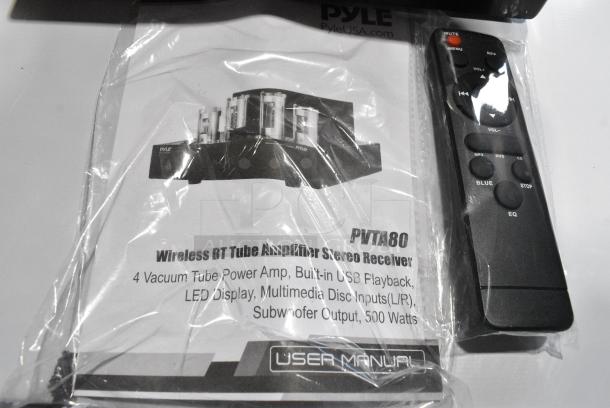 PYLE
PyleUSA.com
PYLE
PVTA80
Wireless BT Tube Amplifier Stereo Receiver
4 Vacuum Tube Power Amp, Built-in USB Playback,
LED Display, Multimedia Disc Inputs(L/R),
Subwoofer Output, 500 Watts
USER MANUAL
MUTE
MENU
VOL+
VOL-
BLUE
STOP
EQ